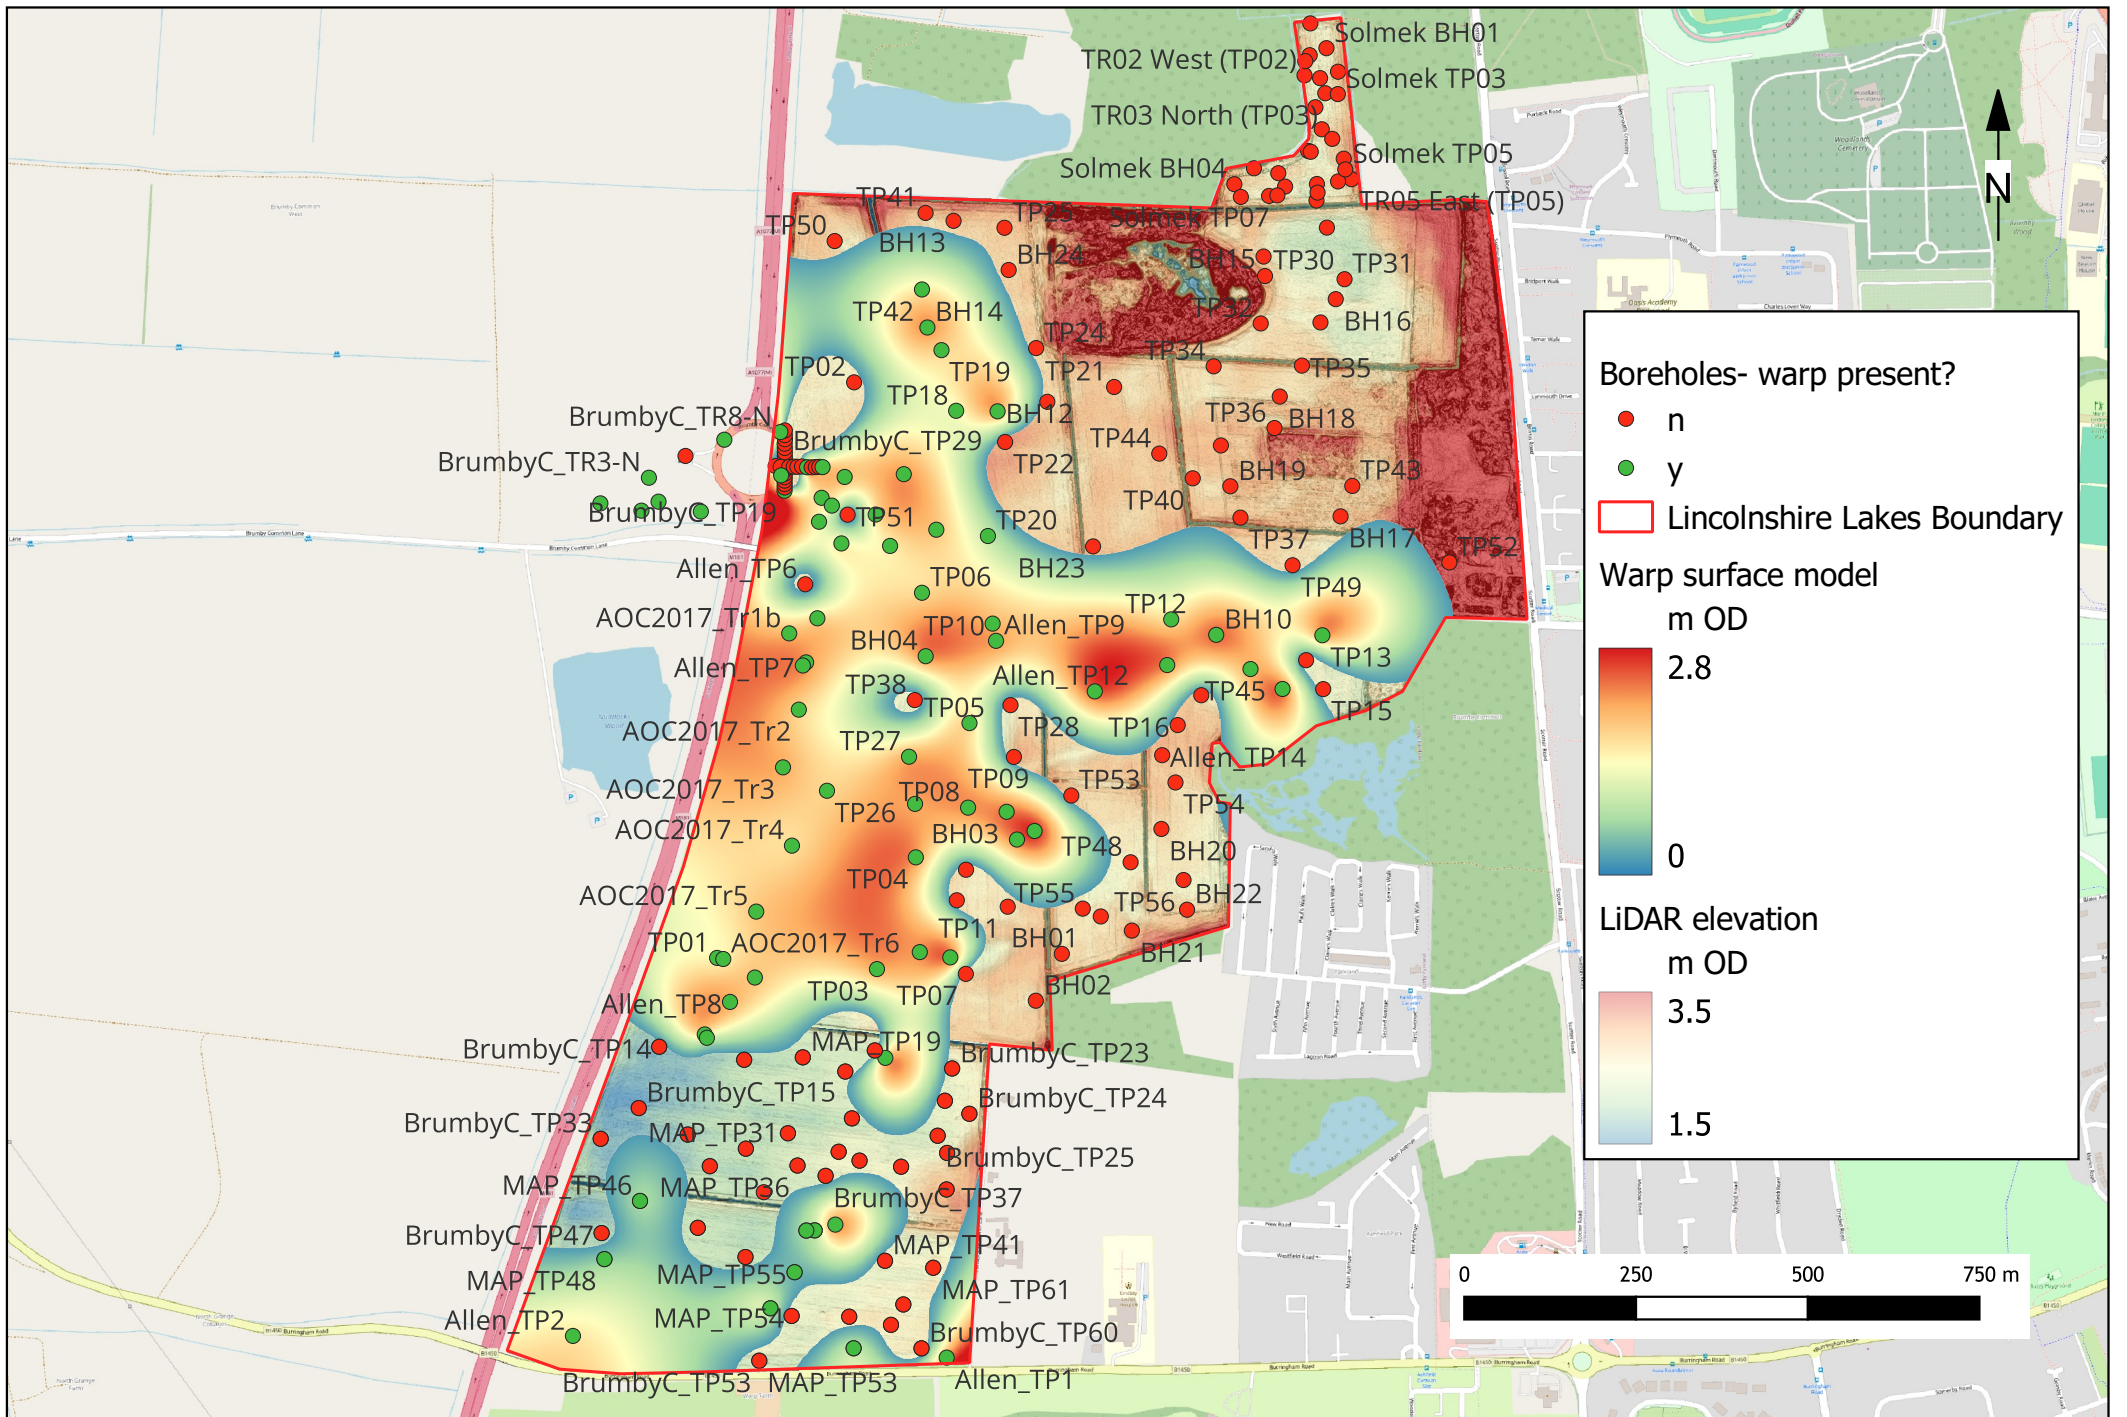 Solmek BH01
TR02 West (TP02)
Solmek TP03
TR03 North (TP03)
Solmek TP05
Solmek BH04
TR05 East (TP05)
Solmek TP07
TP41
TP25
TP50
BH13
BH24
BH15
TP30
TP31
TP42
BH14
TP32
BH16
TP24
TP34
TP02
TP19
TP21
TP35
TP18
BH12
TP36
BH18
BrumbyC_TR8-N
BrumbyC_TP29
TP44
BrumbyC_TR3-N
TP22
BH19
TP43
TP40
BrumbyC_TP19
TP51
TP20
TP37
BH17
TP52
Allen_TP6
TP06
BH23
TP49
AOC2017_Tr1b
TP10
Allen_TP9
TP12
BH10
BH04
Allen_TP7
TP13
TP38
Allen_TP12
TP45
TP05
TP15
AOC2017_Tr2
TP27
TP28
TP16
Allen_TP14
AOC2017_Tr3
TP08
TP09
TP53
TP54
TP26
AOC2017_Tr4
BH03
TP48
BH20
TP04
AOC2017_Tr5
TP55
TP56
BH22
TP01
AOC2017_Tr6
TP11
BH01
BH21
Allen_TP8
TP03
TP07
BH02
BrumbyC_TP14
MAP_TP19
BrumbyC_TP23
BrumbyC_TP15
BrumbyC_TP24
BrumbyC_TP33
MAP_TP31
BrumbyC_TP25
MAP_TP46
MAP_TP36
BrumbyC_TP37
BrumbyC_TP47
MAP_TP41
MAP_TP48
MAP_TP55
MAP_TP61
Allen_TP2
MAP_TP54
BrumbyC_TP60
BrumbyC_TP53
MAP_TP53
Allen_TP1
N
Boreholes- warp present?
n
y
Lincolnshire Lakes Boundary
Warp surface model
m OD
2.8
0
LiDAR elevation
m OD
3.5
1.5
0 250 500 750 m
Brumby Common Lane
Burringham Road
B1450